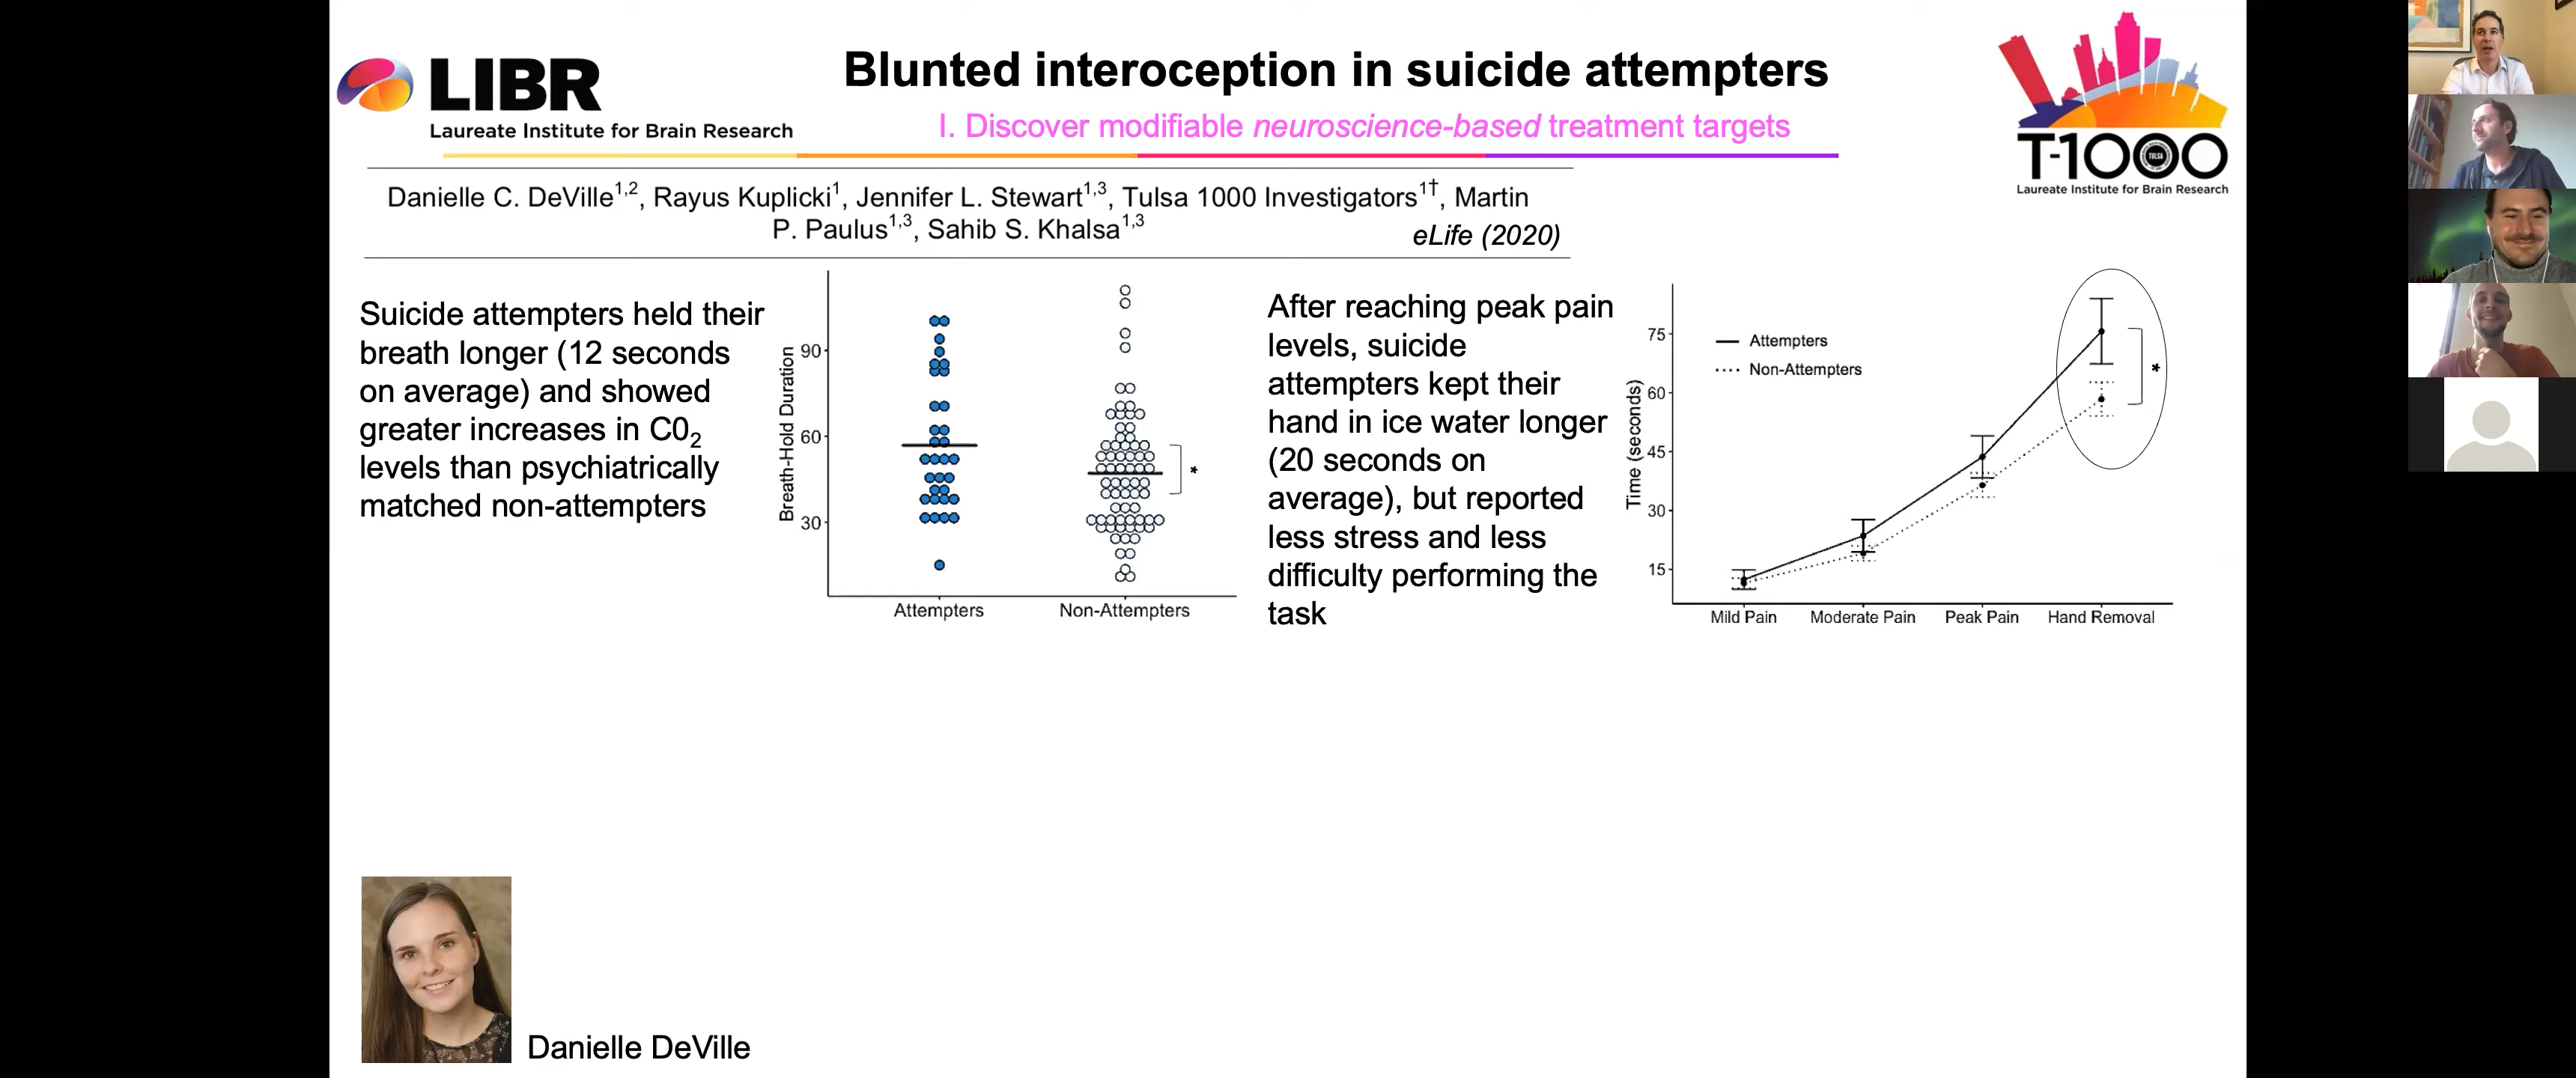 LIBR
Laureate Institute for Brain Research
Blunted interoception in suicide attempters
I. Discover modifiable neuroscience-based treatment targets
T-1000
TULSA
Laureate Institute for Brain Research
Danielle C. DeVille1,2, Rayus Kuplicki1, Jennifer L. Stewart1,3, Tulsa 1000 Investigators1†, Martin
P. Paulus1,3, Sahib S. Khalsa1,3
eLife (2020)
Suicide attempters held their
breath longer (12 seconds
on average) and showed
greater increases in C02
levels than psychiatrically
matched non-attempters
Breath-Hold Duration
90
60
30
*
Attempters
Non-Attempters
After reaching peak pain
levels, suicide
attempters kept their
hand in ice water longer
(20 seconds on
average), but reported
less stress and less
difficulty performing the
task
Time (seconds)
75
60
45
30
15
Attempters
Non-Attempters
*
Mild Pain
Moderate Pain
Peak Pain
Hand Removal
Danielle DeVille